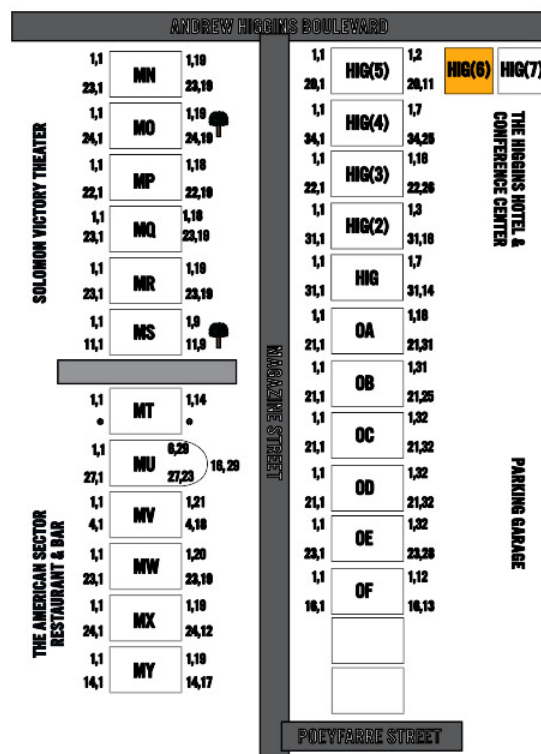 ANDREW HIGGINS BOULEVARD
1,1 MN 1,19
23,1 23,19
1,1 MO 1,19
24,1 24,19
1,1 MP 1,18
22,1 22,19
1,1 MQ 1,18
23,1 23,19
1,1 MR 1,19
23,1 23,19
1,1 MS 1,9
11,1 11,9
SOLOMON VICTORY THEATER
1,1 MT 1,14
1,1 MU 6,29
27,1 27,23 16,29
1,1 MV 1,21
4,1 4,18
1,1 MW 1,20
23,1 23,19
1,1 MX 1,19
24,1 24,12
1,1 MY 1,19
14,1 14,17
THE AMERICAN SECTOR
RESTAURANT & BAR
MAGAZINE STREET
1,1 HIG(5) 1,2
20,1 20,11
HIG(6) HIG(7)
1,1 HIG(4) 1,7
34,1 34,25
1,1 HIG(3) 1,16
22,1 22,26
1,1 HIG(2) 1,3
31,1 31,16
1,1 HIG 1,7
31,1 31,14
1,1 OA 1,16
21,1 21,31
1,1 OB 1,31
21,1 21,25
1,1 OC 1,32
21,1 21,32
1,1 OD 1,32
21,1 21,32
1,1 OE 1,32
23,1 23,28
1,1 OF 1,12
16,1 16,13
THE HIGGINS HOTEL &
CONFERENCE CENTER
PARKING GARAGE
POEYFARRE STREET